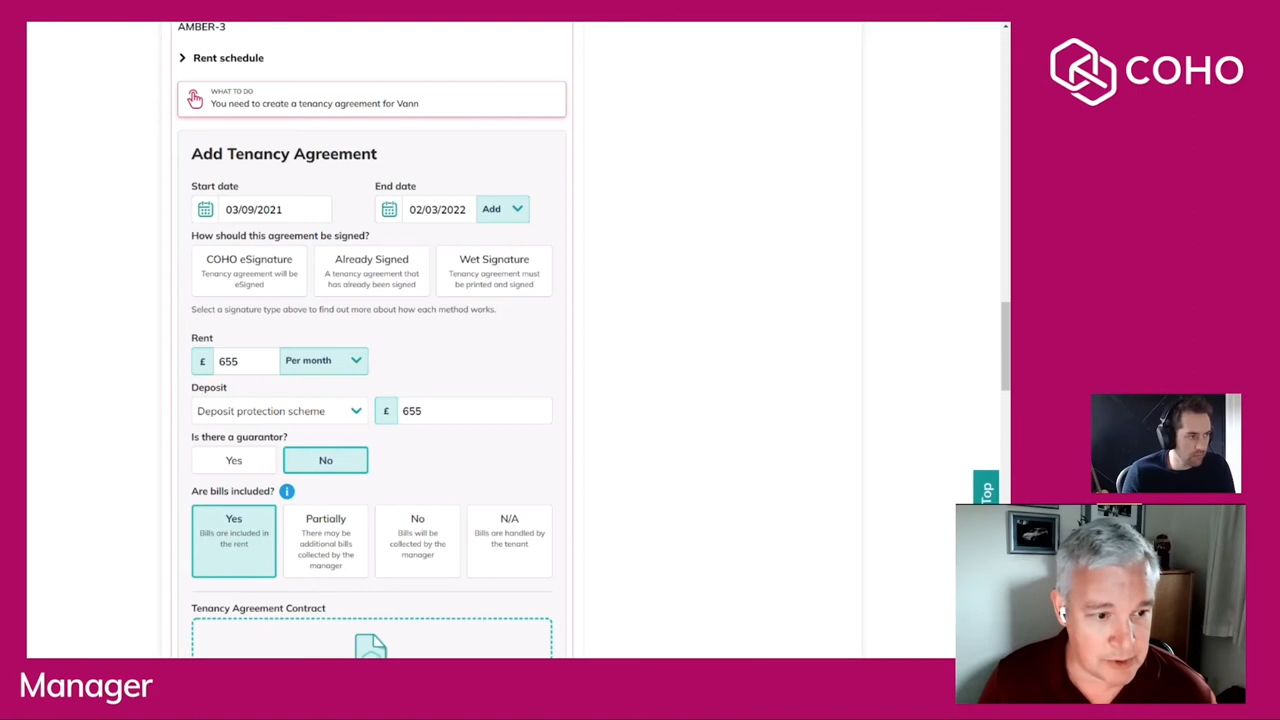 AMBER-3
Rent schedule
WHAT TO DO
You need to create a tenancy agreement for Vann
Add Tenancy Agreement
Start date
End date
03/09/2021
02/03/2022
Add
How should this agreement be signed?
COHO eSignature
Tenancy agreement will be
eSigned
Already Signed
A tenancy agreement that
has already been signed
Wet Signature
Tenancy agreement must
be printed and signed
Select a signature type above to find out more about how each method works.
Rent
£ 655
Per month
Deposit
Deposit protection scheme
£ 655
Is there a guarantor?
Yes
No
Are bills included? i
Yes
Bills are included in
the rent
Partially
There may be
additional bills
collected by the
manager
No
Bills will be
collected by the
manager
N/A
Bills are handled by
the tenant
Tenancy Agreement Contract
Top
COHO
Manager